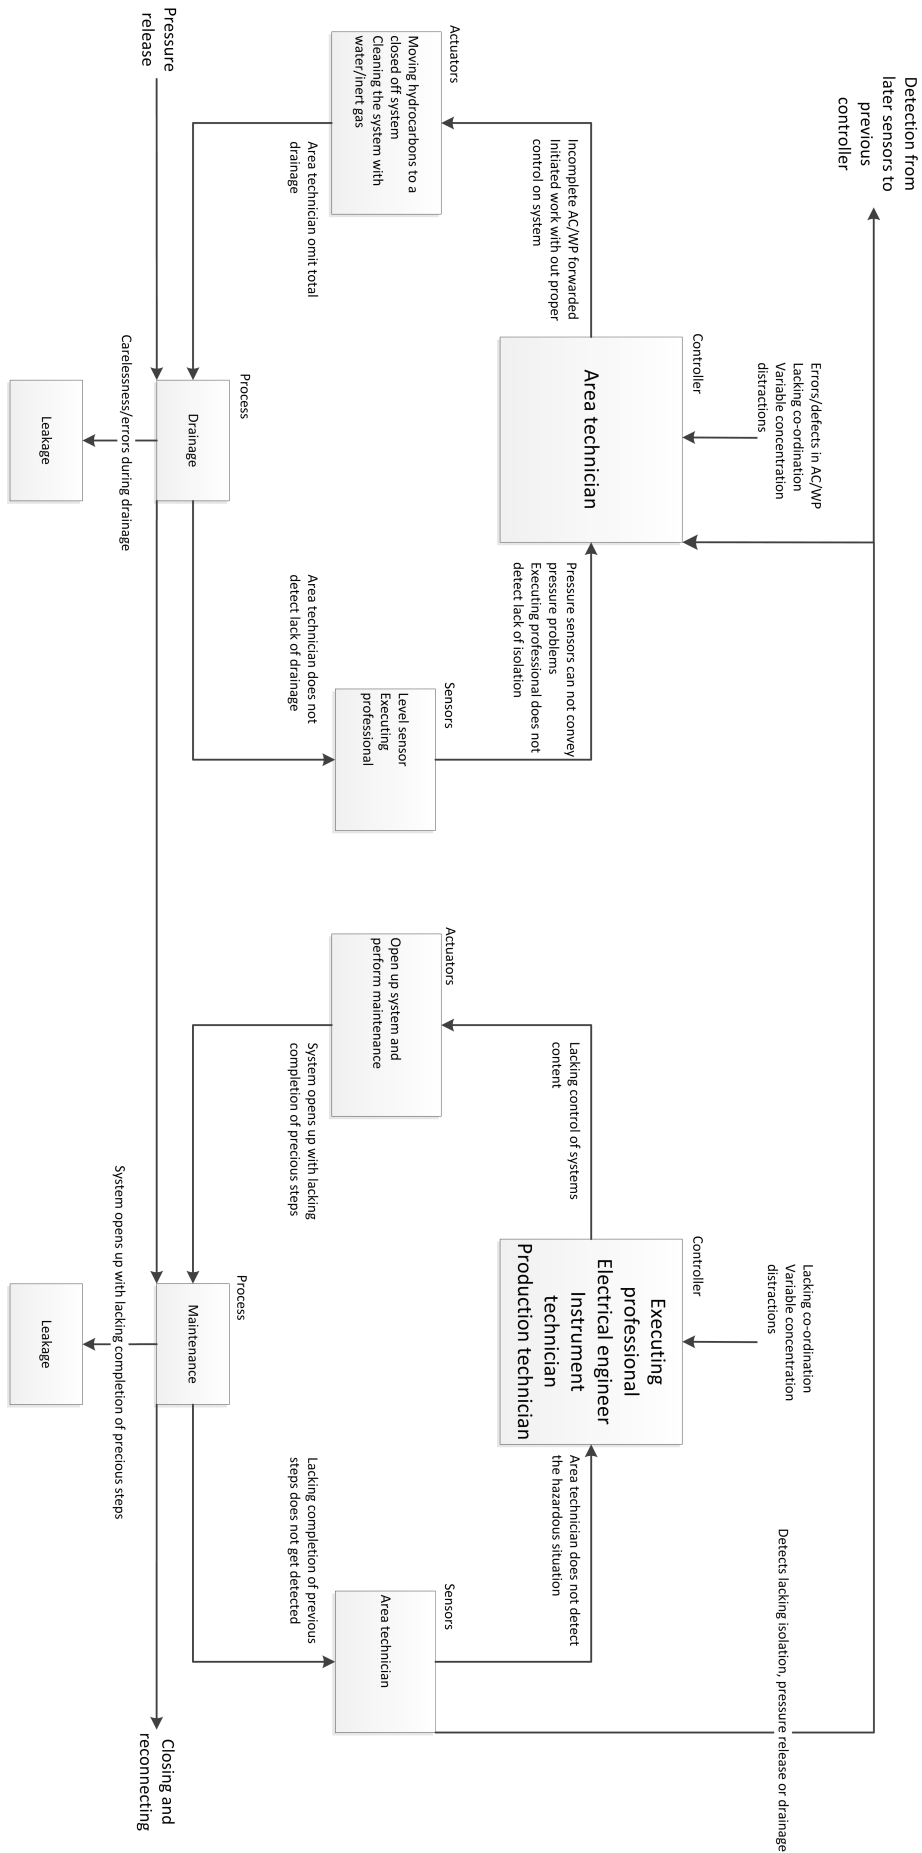 Detection from
later sensors to
previous
controller
Errors/defects in AC/WP
Lacking co-ordination
Variable concentration
distractions
Controller
Area technician
Incomplete AC/WP forwarded
Initiated work with out proper
control on system
Pressure sensors can not convey
pressure problems
Executing professional does not
detect lack of isolation
Actuators
Moving hydrocarbons to a
closed off system
Cleaning the system with
water/inert gas
Sensors
Level sensor
Executing
professional
Area technician omit total
drainage
Area technician does not
detect lack of drainage
Process
Drainage
Pressure
release
Carelessness/errors during drainage
Leakage
Lacking co-ordination
Variable concentration
distractions
Detects lacking isolation, pressure release or drainage
Controller
Executing
professional
Electrical engineer
Instrument
technician
Production technician
Lacking control of systems
content
Area technician does not detect
the hazardous situation
Actuators
Open up system and
perform maintenance
Sensors
Area technician
System opens up with lacking
completion of precious steps
Lacking completion of previous
steps does not get detected
Process
Maintenance
Closing and
reconnecting
System opens up with lacking completion of precious steps
Leakage